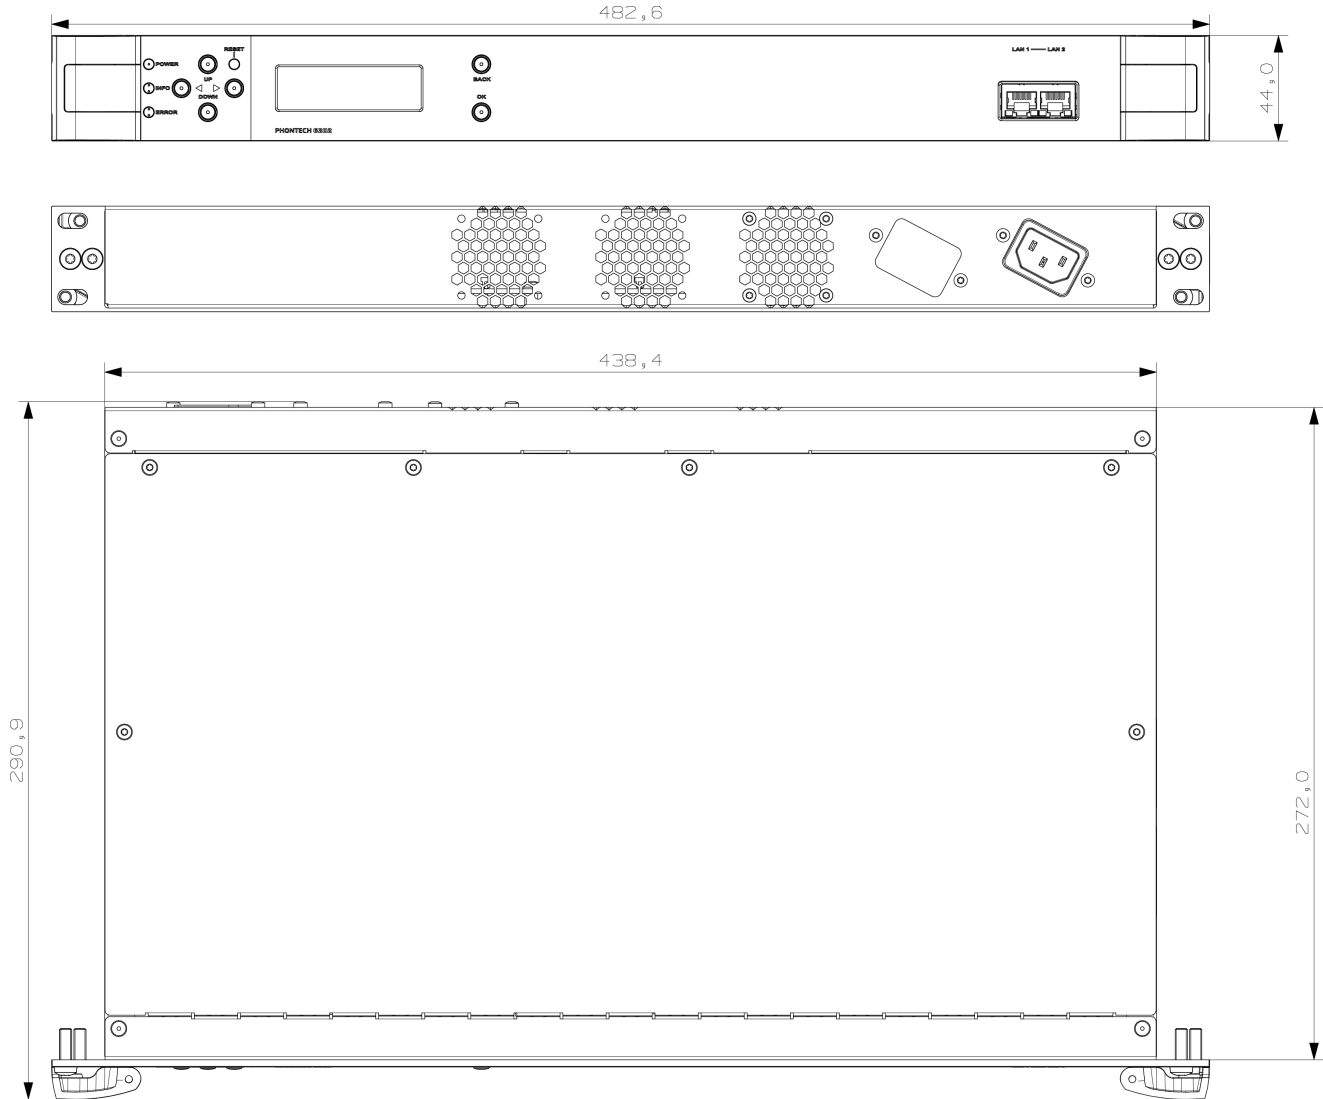 482,6
LAN 1 LAN 2
RESET
POWER
UP
INFO
DOWN
ERROR
BACK
OK
PHONTECH 6202
44,0
438,4
290,9
272,0